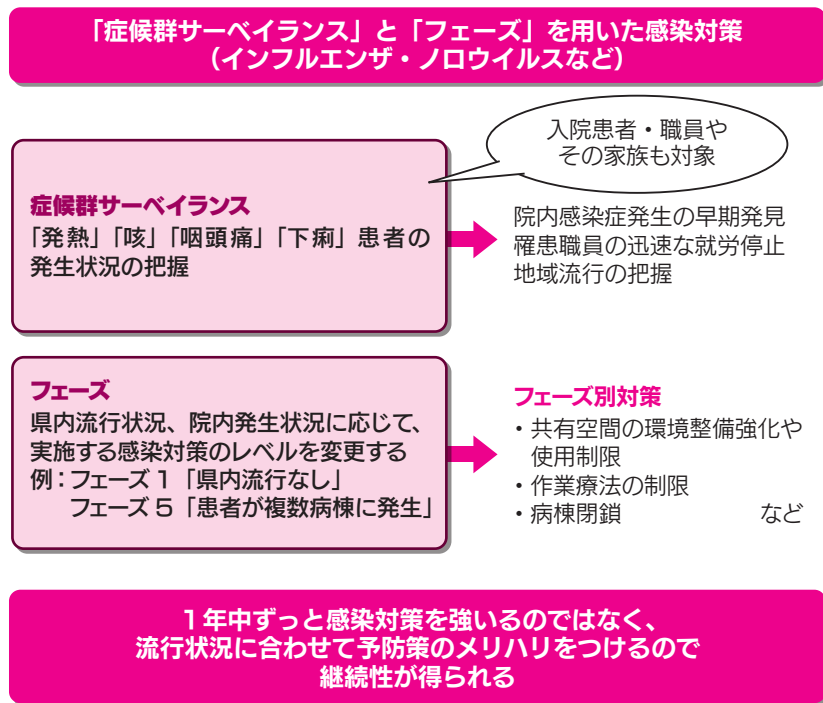 「症候群サーベイランス」と「フェーズ」を用いた感染対策
（インフルエンザ・ノロウイルスなど）
入院患者・職員や
その家族も対象
症候群サーベイランス
「発熱」「咳」「咽頭痛」「下痢」患者の
発生状況の把握
院内感染症発生の早期発見
罹患職員の迅速な就労停止
地域流行の把握
フェーズ
県内流行状況、院内発生状況に応じて、
実施する感染対策のレベルを変更する
例：フェーズ１「県内流行なし」
フェーズ５「患者が複数病棟に発生」
フェーズ別対策
・共有空間の環境整備強化や
使用制限
・作業療法の制限
・病棟閉鎖　　　　　など
１年中ずっと感染対策を強いるのではなく、
流行状況に合わせて予防策のメリハリをつけるので
継続性が得られる